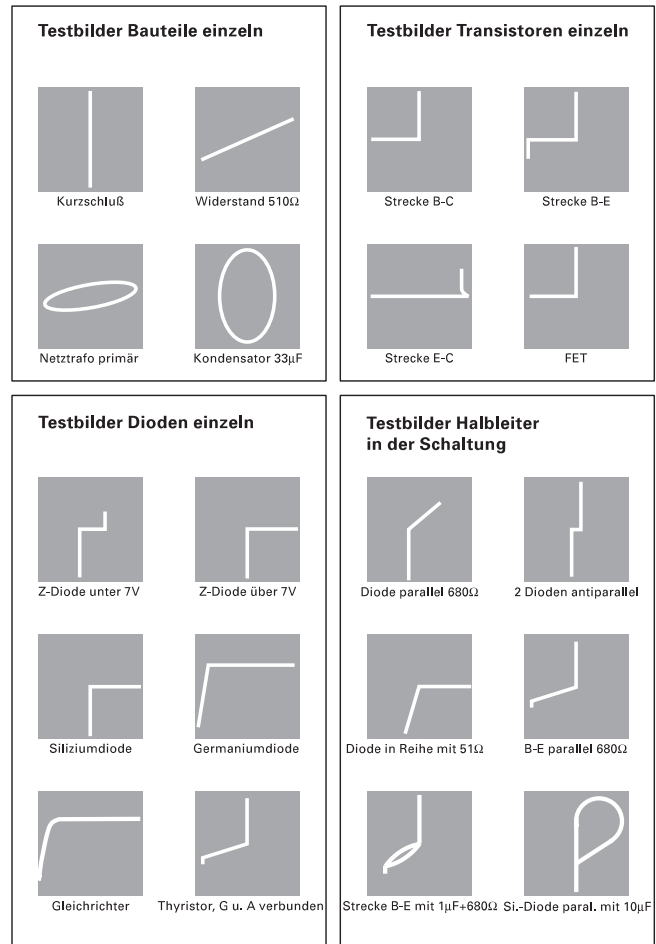 Testbilder Bauteile einzeln
Kurzschluß
Widerstand 510Ω
Netztrafo primär
Kondensator 33µF
Testbilder Transistoren einzeln
Strecke B-C
Strecke B-E
Strecke E-C
FET
Testbilder Dioden einzeln
Z-Diode unter 7V
Z-Diode über 7V
Siliziumdiode
Germaniumdiode
Gleichrichter
Thyristor, G u. A verbunden
Testbilder Halbleiter
in der Schaltung
Diode parallel 680Ω
2 Dioden antiparallel
Diode in Reihe mit 51Ω
B-E parallel 680Ω
Strecke B-E mit 1µF+680Ω
Si.-Diode paral. mit 10µF